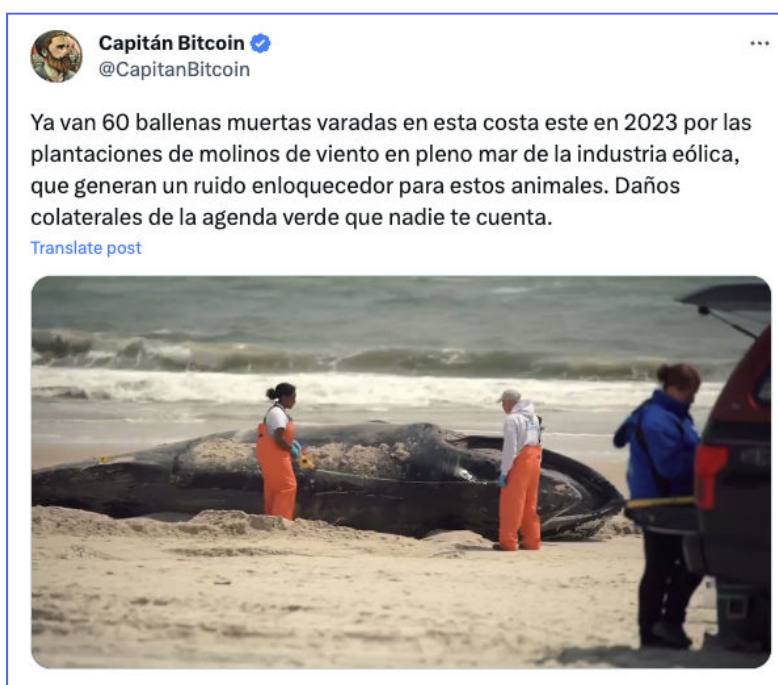 Capitán Bitcoin
@CapitanBitcoin
Ya van 60 ballenas muertas varadas en esta costa este en 2023 por las
plantaciones de molinos de viento en pleno mar de la industria eólica,
que generan un ruido enloquecedor para estos animales. Daños
colaterales de la agenda verde que nadie te cuenta.
Translate post